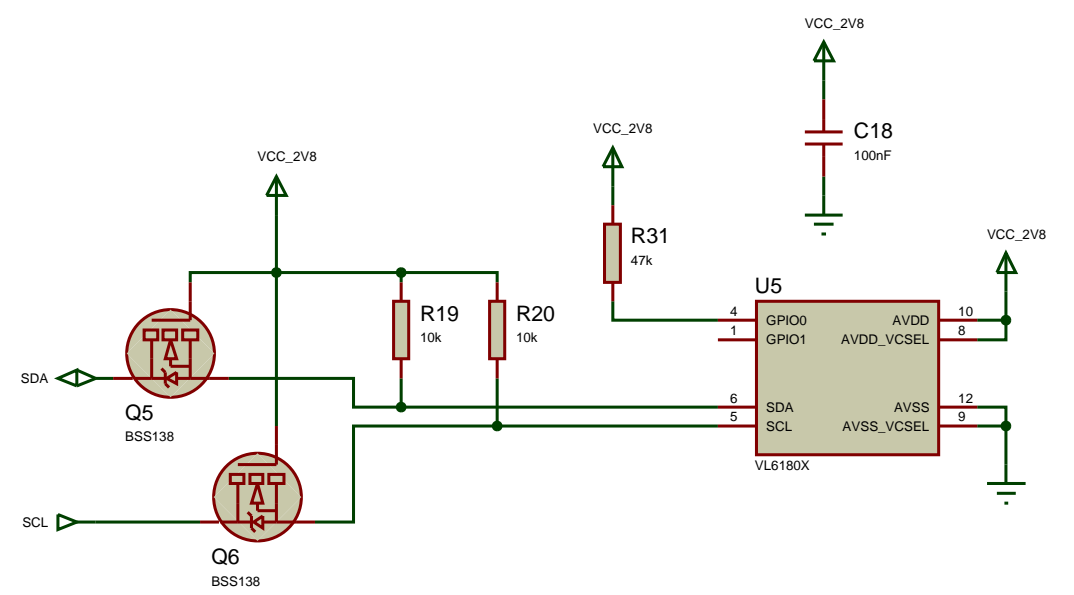 VCC_2V8
C18
100nF
VCC_2V8
R31
47k
VCC_2V8
VCC_2V8
R19
10k
R20
10k
SDA
Q5
BSS138
SCL
Q6
BSS138
U5
4 GPIO0 AVDD 10
1 GPIO1 AVDD_VCSEL 8
6 SDA AVSS 12
5 SCL AVSS_VCSEL 9
VL6180X